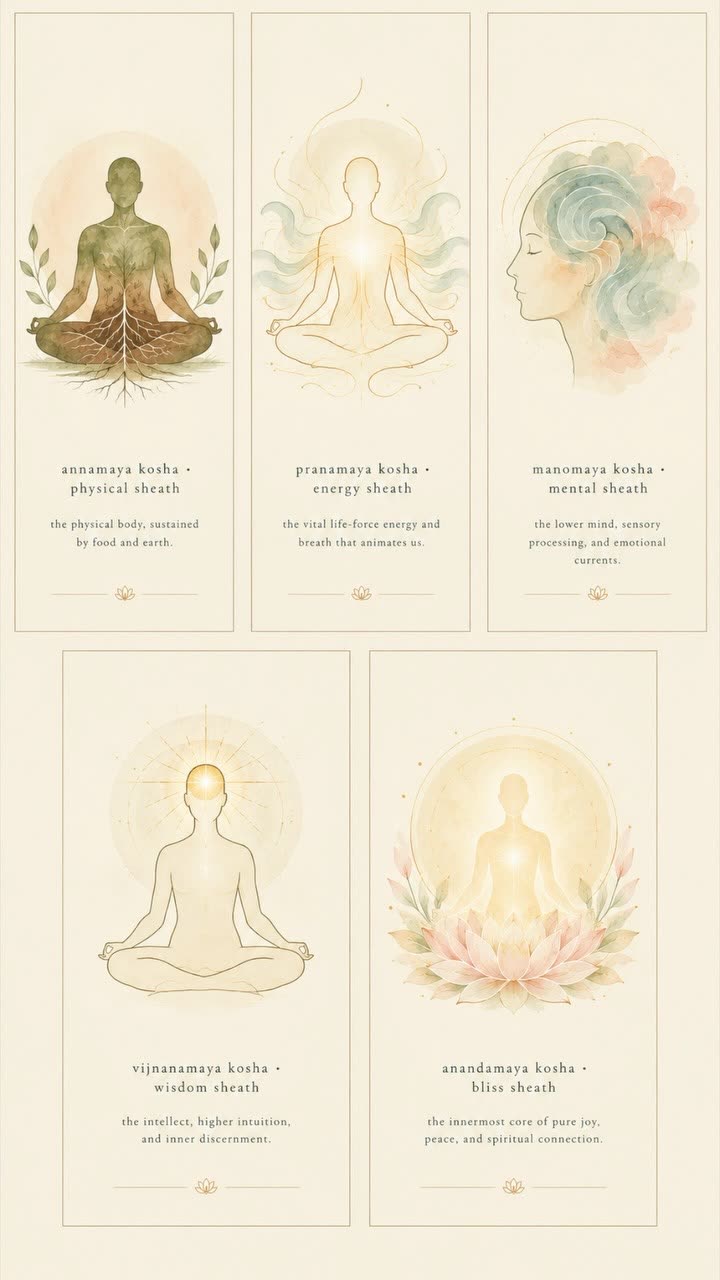 annamaya kosha •
physical sheath
the physical body, sustained
by food and earth.
pranamaya kosha •
energy sheath
the vital life-force energy and
breath that animates us.
manomaya kosha •
mental sheath
the lower mind, sensory
processing, and emotional
currents.
vijnanamaya kosha •
wisdom sheath
the intellect, higher intuition,
and inner discernment.
anandamaya kosha •
bliss sheath
the innermost core of pure joy,
peace, and spiritual connection.